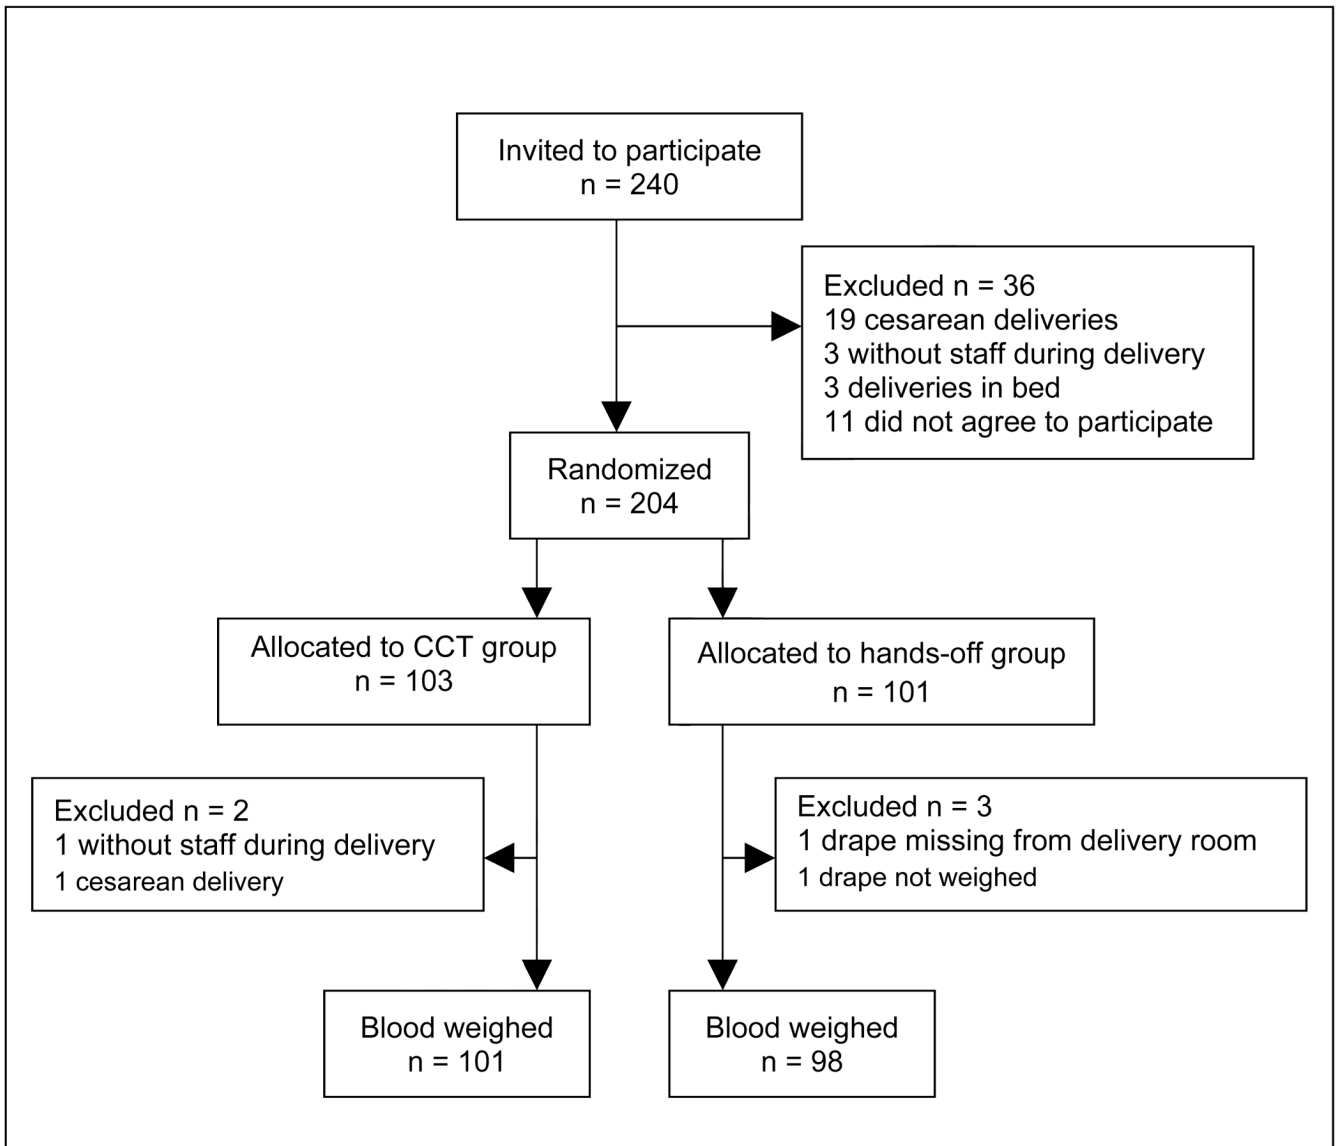 Invited to participate
n = 240
Excluded n = 36
19 cesarean deliveries
3 without staff during delivery
3 deliveries in bed
11 did not agree to participate
Randomized
n = 204
Allocated to CCT group
n = 103
Allocated to hands-off group
n = 101
Excluded n = 2
1 without staff during delivery
1 cesarean delivery
Excluded n = 3
1 drape missing from delivery room
1 drape not weighed
Blood weighed
n = 101
Blood weighed
n = 98